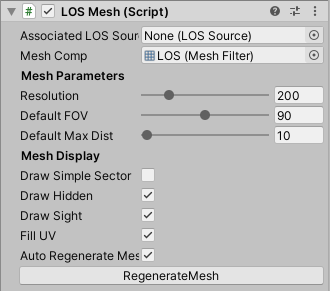 LOS Mesh (Script)
Associated LOS Sour None (LOS Source)
Mesh Comp LOS (Mesh Filter)
Mesh Parameters
Resolution 200
Default FOV 90
Default Max Dist 10
Mesh Display
Draw Simple Sector
Draw Hidden
Draw Sight
Fill UV
Auto Regenerate Mes
RegenerateMesh